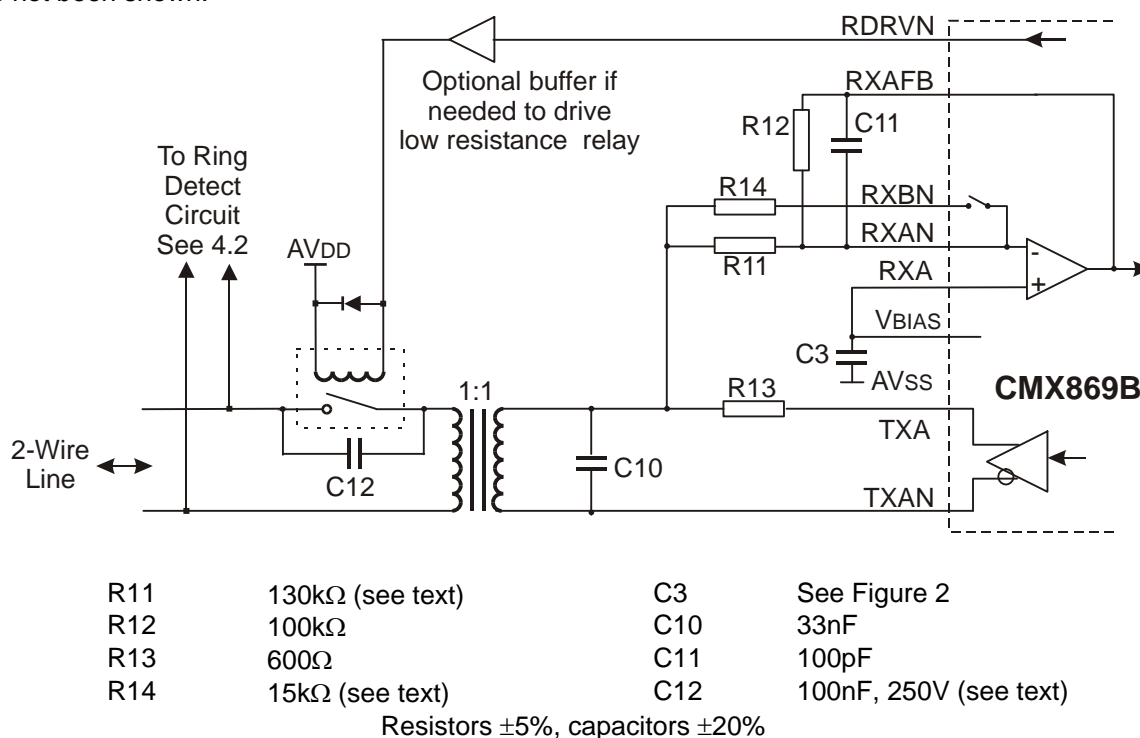 not been shown.
RDRVN
Optional buffer if
needed to drive
low resistance relay
RXAFB
R12
C11
To Ring
Detect
Circuit
See 4.2
R14
RXBN
AVDD
RXAN
R11
RXA
-
+
VBIAS
C3
AVSS
CMX869B
1:1
R13
TXA
2-Wire
Line
C12
C10
TXAN
R11 130kΩ (see text) C3 See Figure 2
R12 100kΩ C10 33nF
R13 600Ω C11 100pF
R14 15kΩ (see text) C12 100nF, 250V (see text)
Resistors ±5%, capacitors ±20%